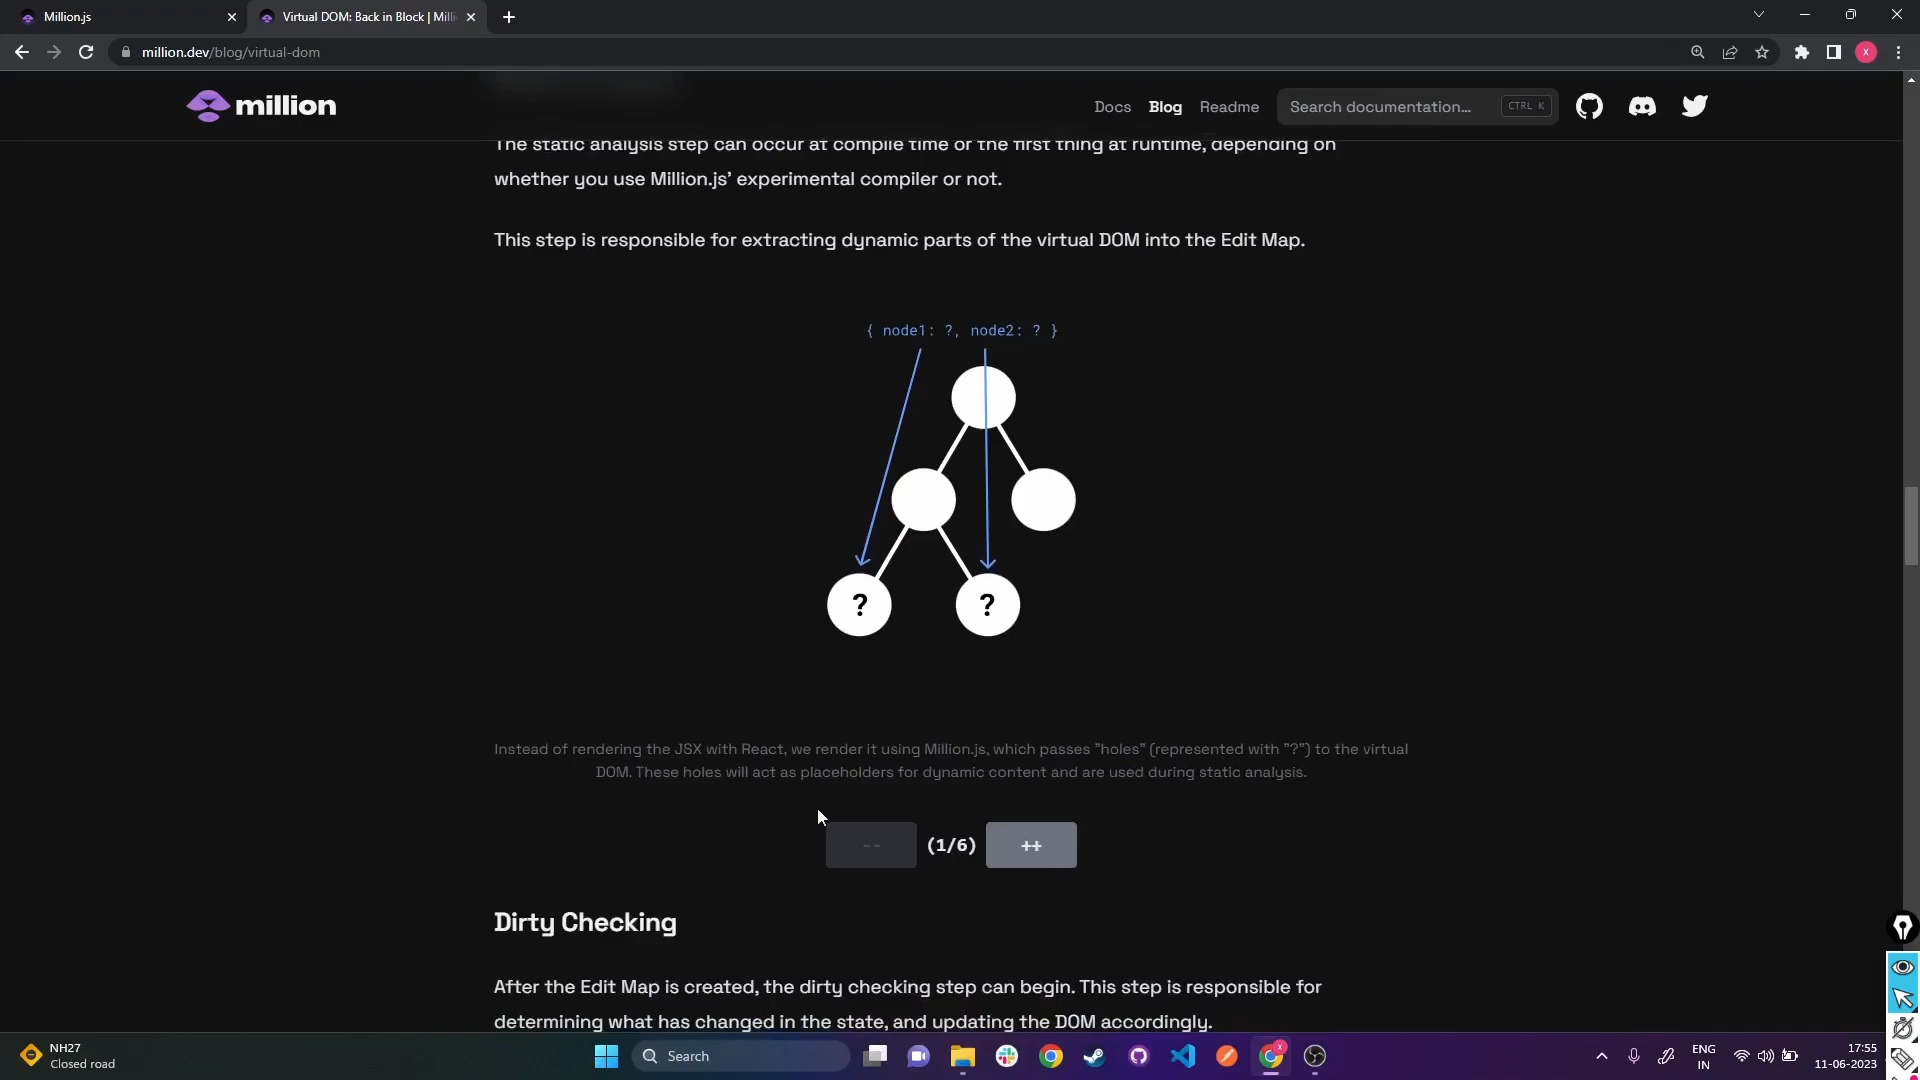 Million.js
Virtual DOM: Back in Block | Milli
million.dev/blog/virtual-dom
x
million
Docs
Blog
Readme
Search documentation...
CTRL K
The static analysis step can occur at compile time or the first thing at runtime, depending on
whether you use Million.js' experimental compiler or not.
This step is responsible for extracting dynamic parts of the virtual DOM into the Edit Map.
{ node1: ?, node2: ? }
?
?
Instead of rendering the JSX with React, we render it using Million.js, which passes "holes" (represented with "?") to the virtual
DOM. These holes will act as placeholders for dynamic content and are used during static analysis.
--
(1/6)
++
Dirty Checking
After the Edit Map is created, the dirty checking step can begin. This step is responsible for
determining what has changed in the state, and updating the DOM accordingly.
NH27
Closed road
Search
x
ENG
IN
17:55
11-06-2023